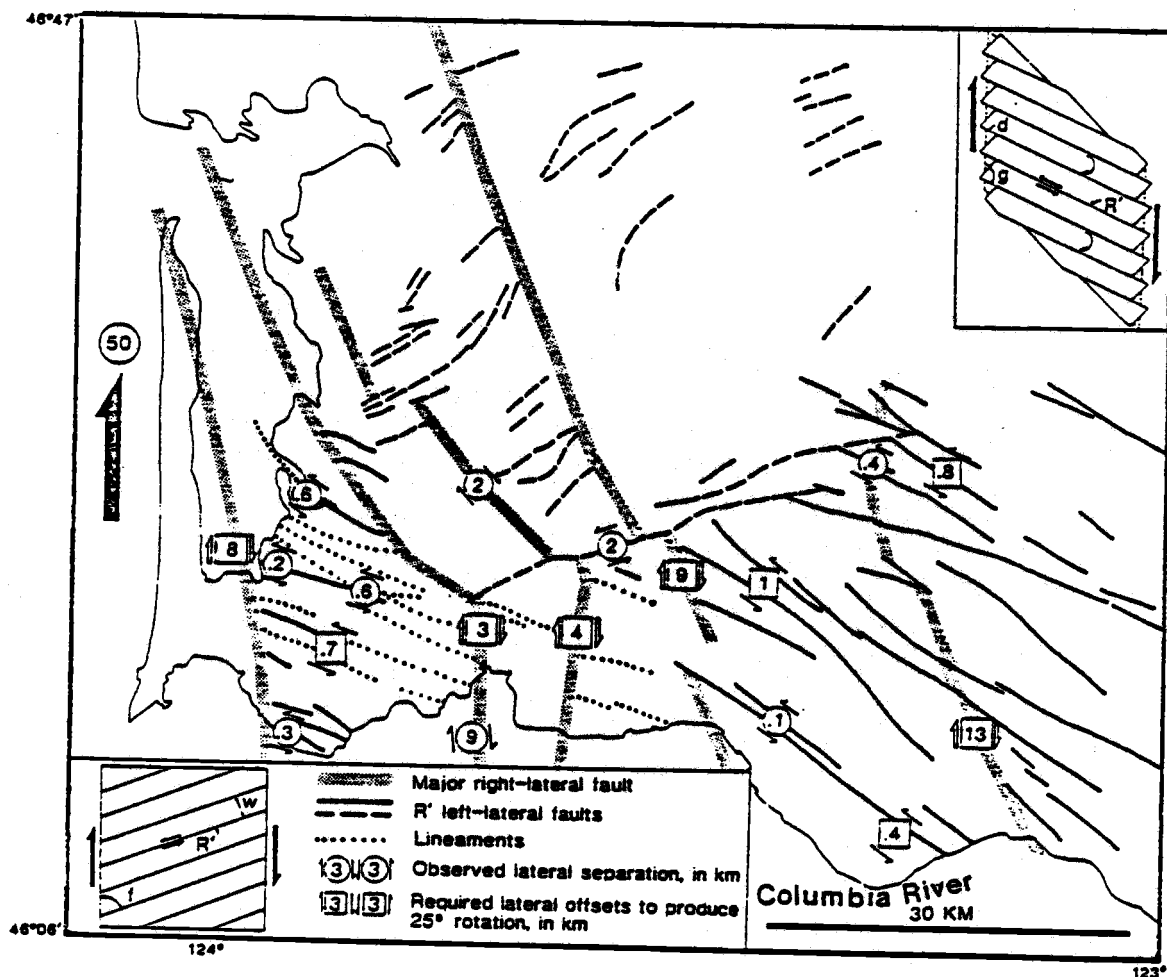 46°47'
d
g
R'
50
.4
.8
.6
2
2
8
.2
9
1
.6
3
4
.7
.1
13
.3
9
w
R'
f
Major right-lateral fault
R' left-lateral faults
Lineaments
3 3 Observed lateral separation, in km
3 3 Required lateral offsets to produce
25° rotation, in km
.4
Columbia River
30 KM
46°06'
124°
123°